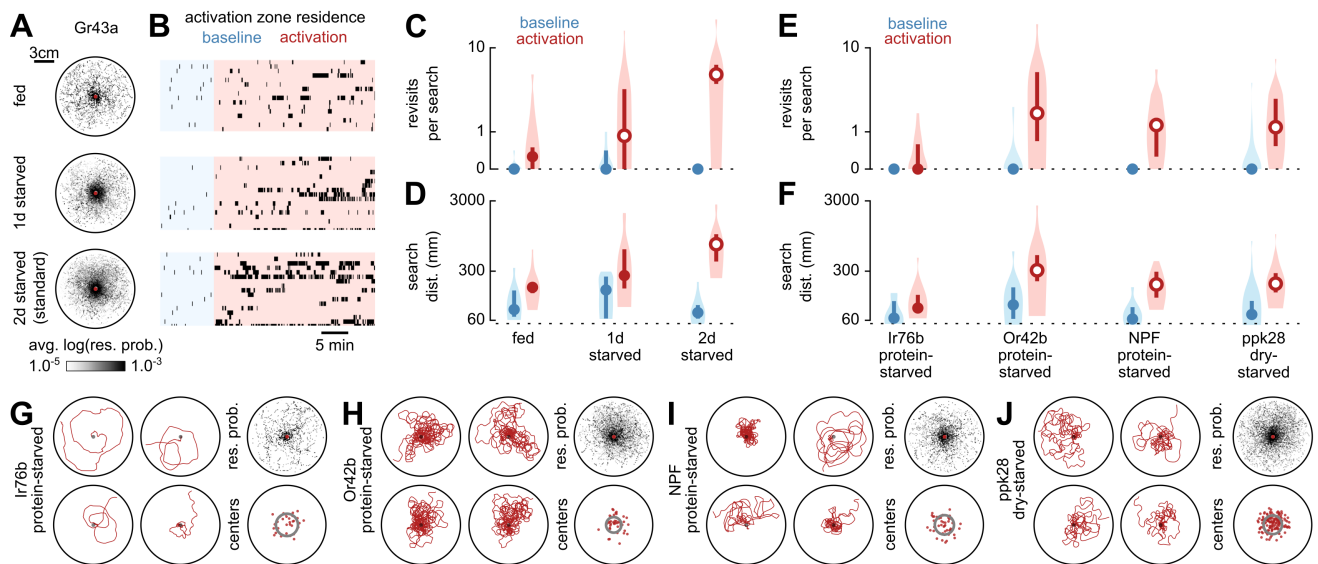 A
Gr43a
3cm
fed
1d starved
2d starved
(standard)
avg. log(res. prob.)
1.0⁻⁵
1.0⁻³
B
activation zone residence
baseline activation
5 min
C
baseline
activation
revisits
per search
10
1
0
D
search
dist. (mm)
3000
300
60
fed
1d
starved
2d
starved
E
baseline
activation
revisits
per search
10
1
0
F
search
dist. (mm)
3000
300
60
Ir76b
protein-
starved
Or42b
protein-
starved
NPF
protein-
starved
ppk28
dry-
starved
G
Ir76b
protein-starved
res. prob.
centers
H
Or42b
protein-starved
res. prob.
centers
I
NPF
protein-starved
res. prob.
centers
J
ppk28
dry-starved
res. prob.
centers